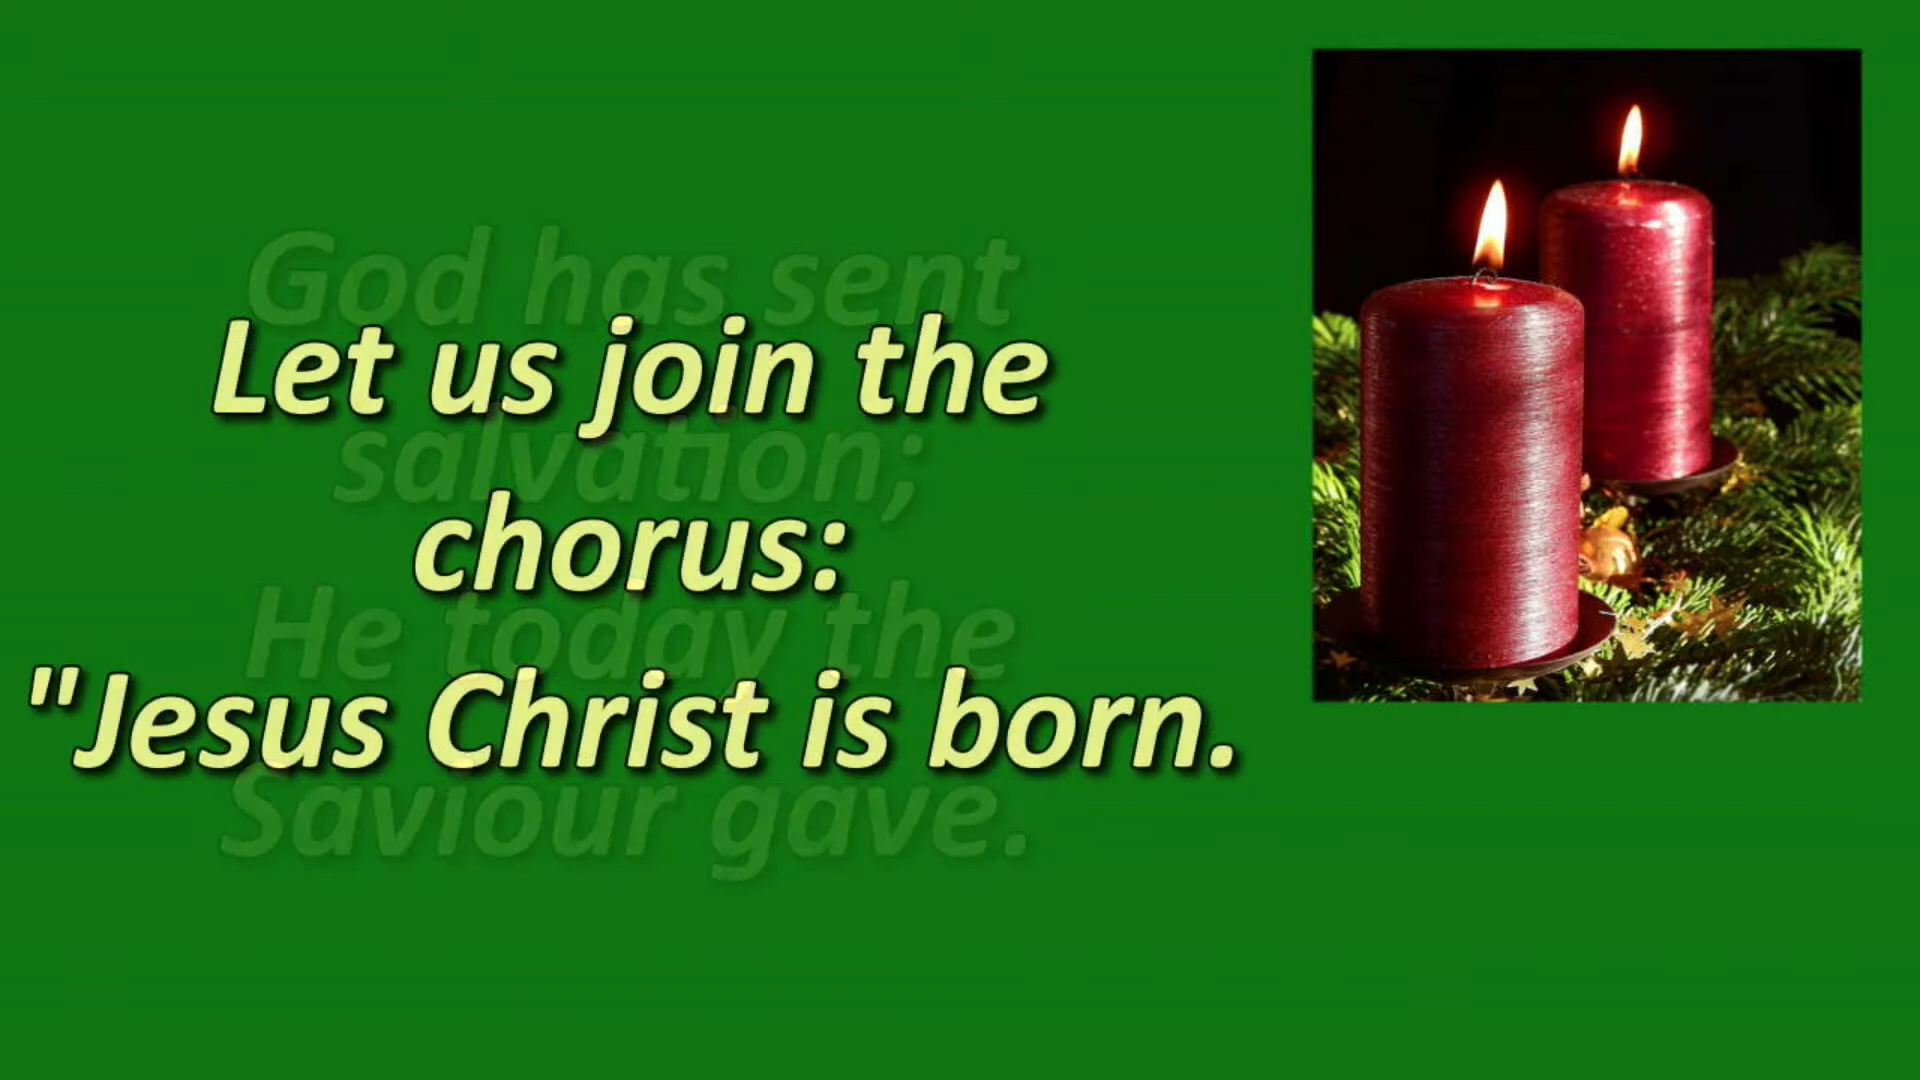 God has sent
Let us join the
salvation;
chorus:
He today the
"Jesus Christ is born.
Saviour gave.